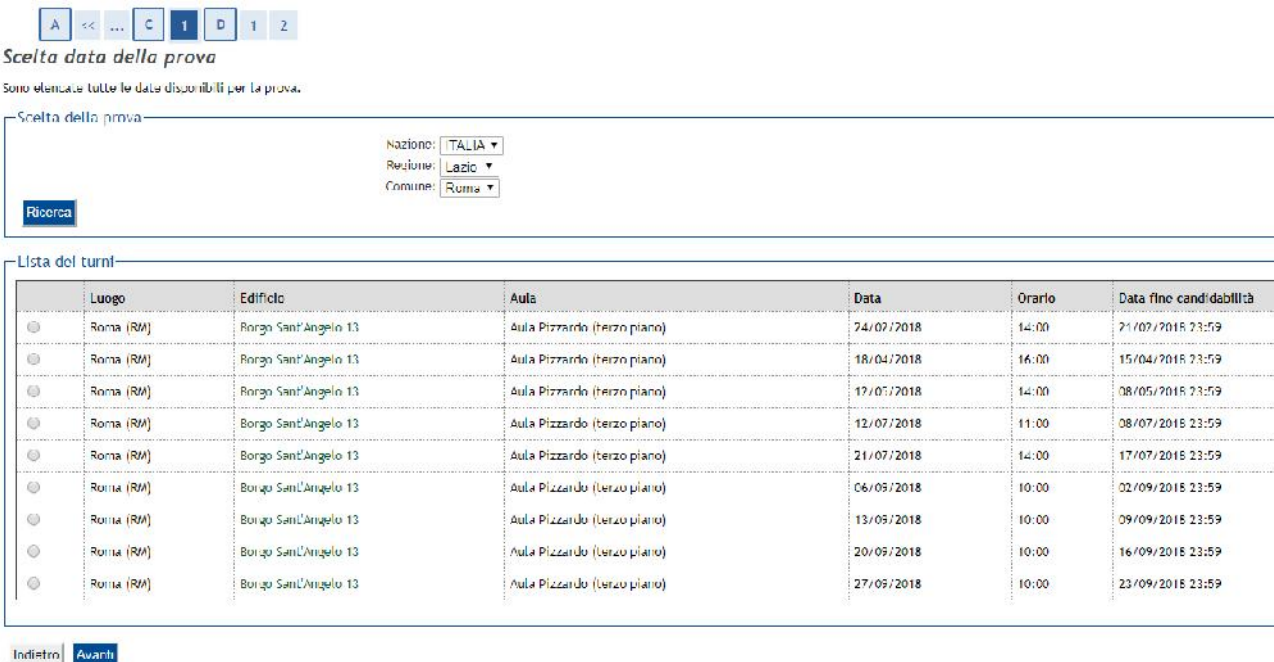 A << ... C 1 D 1 2
Scelta data della prova
Sono elencate tutte le date disponibili per la prova.
Scelta della prova
Nazione: ITALIA
Regione: Lazio
Comune: Roma
Ricerca
Lista dei turni
Luogo Edificio Aula Data Orario Data fine candidabilità
Roma (RM) Borgo Sant'Angelo 13 Aula Pizzardo (terzo piano) 24/02/2018 14:00 21/02/2018 23:59
Roma (RM) Borgo Sant'Angelo 13 Aula Pizzardo (terzo piano) 18/04/2018 16:00 15/04/2018 23:59
Roma (RM) Borgo Sant'Angelo 13 Aula Pizzardo (terzo piano) 14:00 08/05/2018 23:59
Roma (RM) Borgo Sant'Angelo 13 Aula Pizzardo (terzo piano) 12/07/2018 11:00 08/07/2018 23:59
Roma (RM) Borgo Sant'Angelo 13 Aula Pizzardo (terzo piano) 21/07/2018 14:00 17/07/2018 23:59
Roma (RM) Borgo Sant'Angelo 13 Aula Pizzardo (terzo piano) 06/09/2018 10:00 02/09/2018 23:59
Roma (RM) Borgo Sant'Angelo 13 Aula Pizzardo (terzo piano) 13/09/2018 10:00 09/09/2018 23:59
Roma (RM) Borgo Sant'Angelo 13 Aula Pizzardo (terzo piano) 20/09/2018 10:00 16/09/2018 23:59
Roma (RM) Borgo Sant'Angelo 13 Aula Pizzardo (terzo piano) 27/09/2018 10:00 23/09/2018 23:59
Indietro Avanti